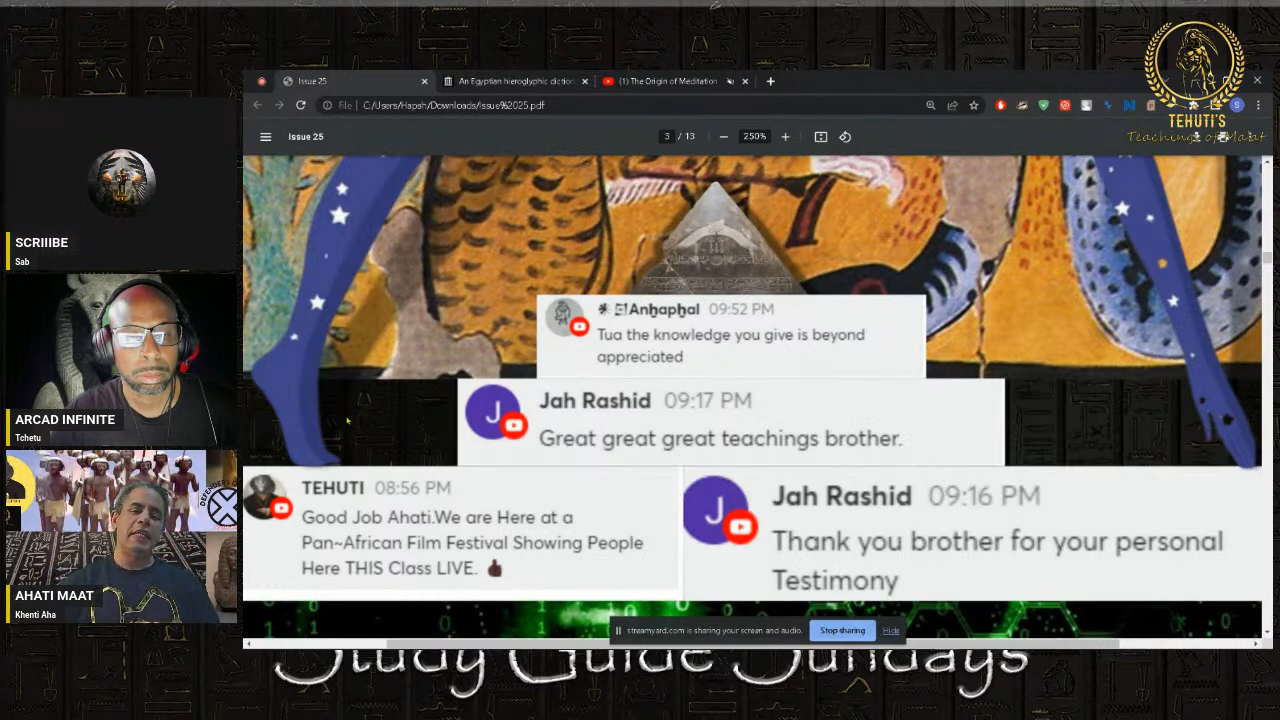 Issue 25
An Egyptian hieroglyphic diction
(1) The Origin of Meditation
File
C:/Users/Hapsh/Downloads/Issue%2025.pdf
Issue 25
3 / 13
250%
TEHUTI'S
Teachings of Maat
SCRIIIBE
Sab
ARCAD INFINITE
Tchetu
AHATI MAAT
Khenti Aha
Anḫapḥal 09:52 PM
Tua the knowledge you give is beyond
appreciated
J
Jah Rashid 09:17 PM
Great great great teachings brother.
TEHUTI 08:56 PM
Good Job Ahati.We are Here at a
Pan~African Film Festival Showing People
Here THIS Class LIVE.
J
Jah Rashid 09:16 PM
Thank you brother for your personal
Testimony
streamyard.com is sharing your screen and audio.
Stop sharing
Hide
Study Guide Sundays